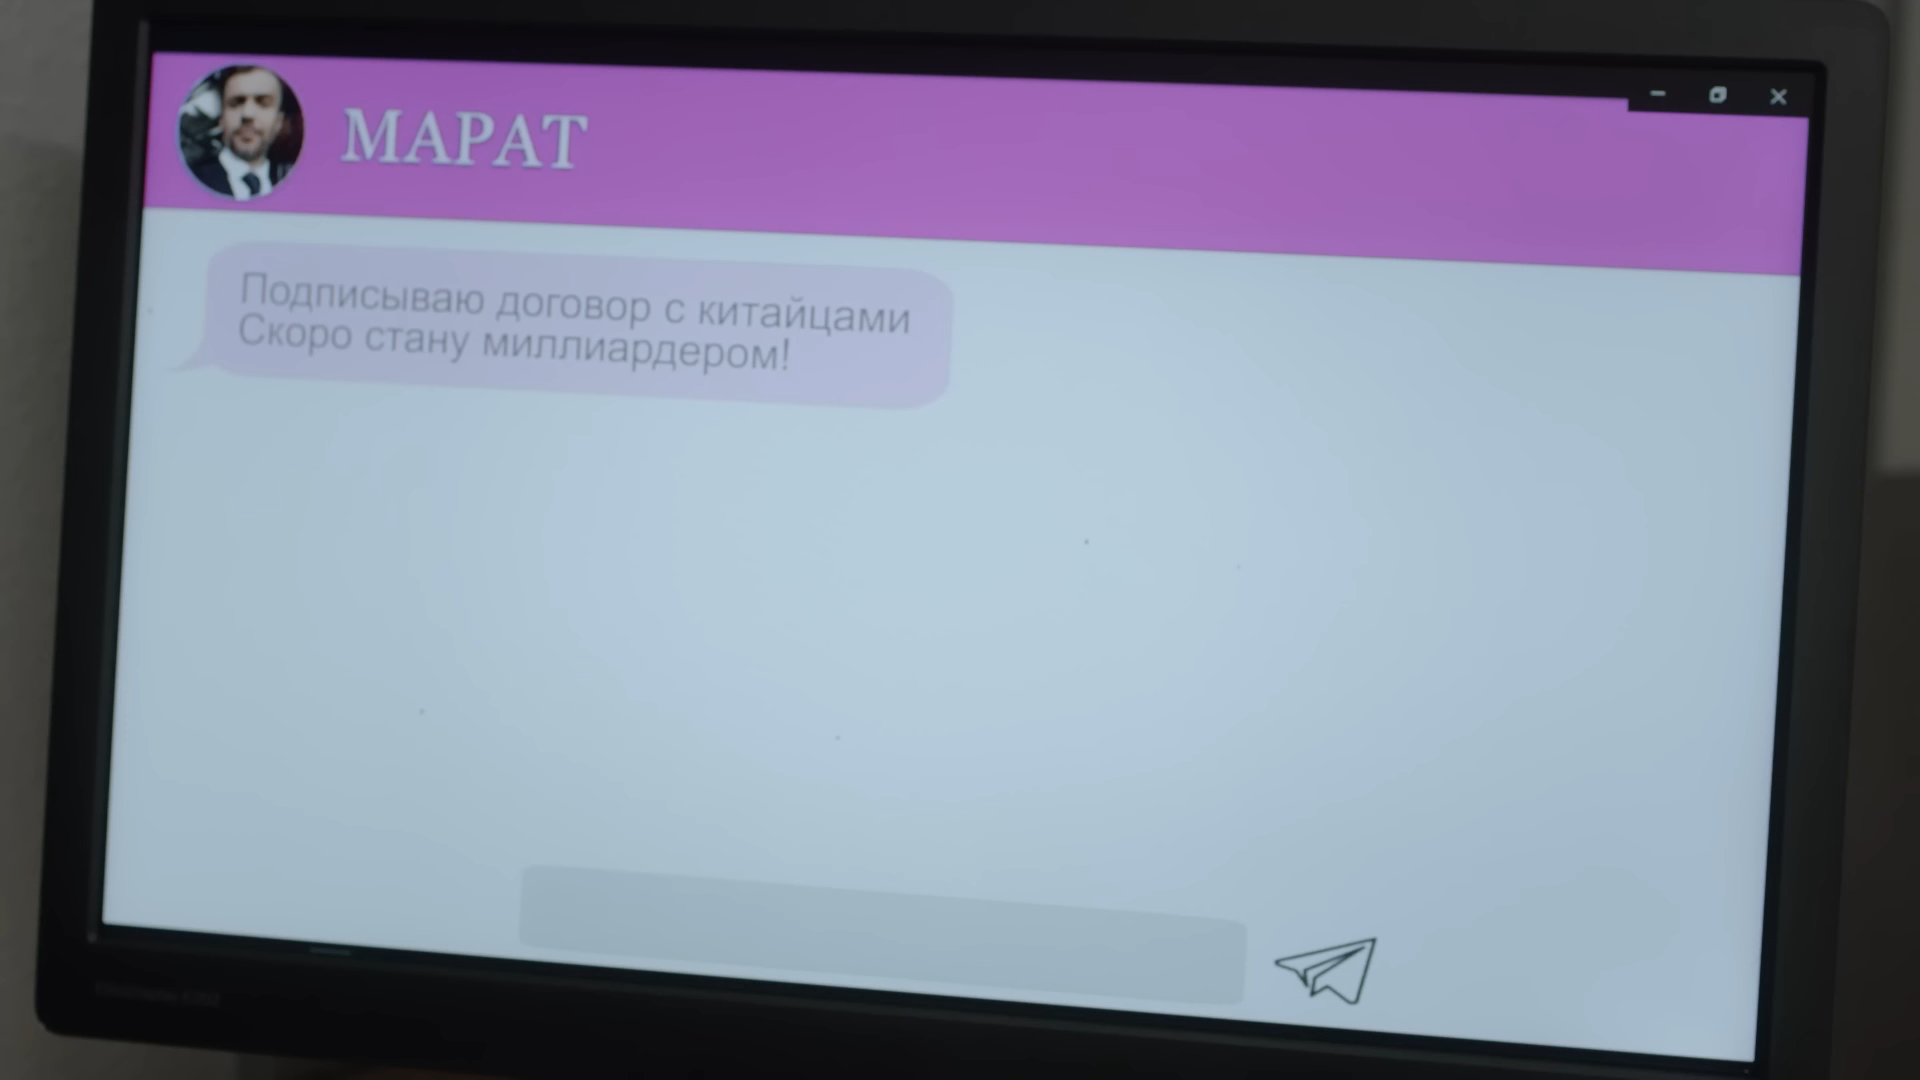 МАРАТ
Подписываю договор с китайцами
Скоро стану миллиардером!